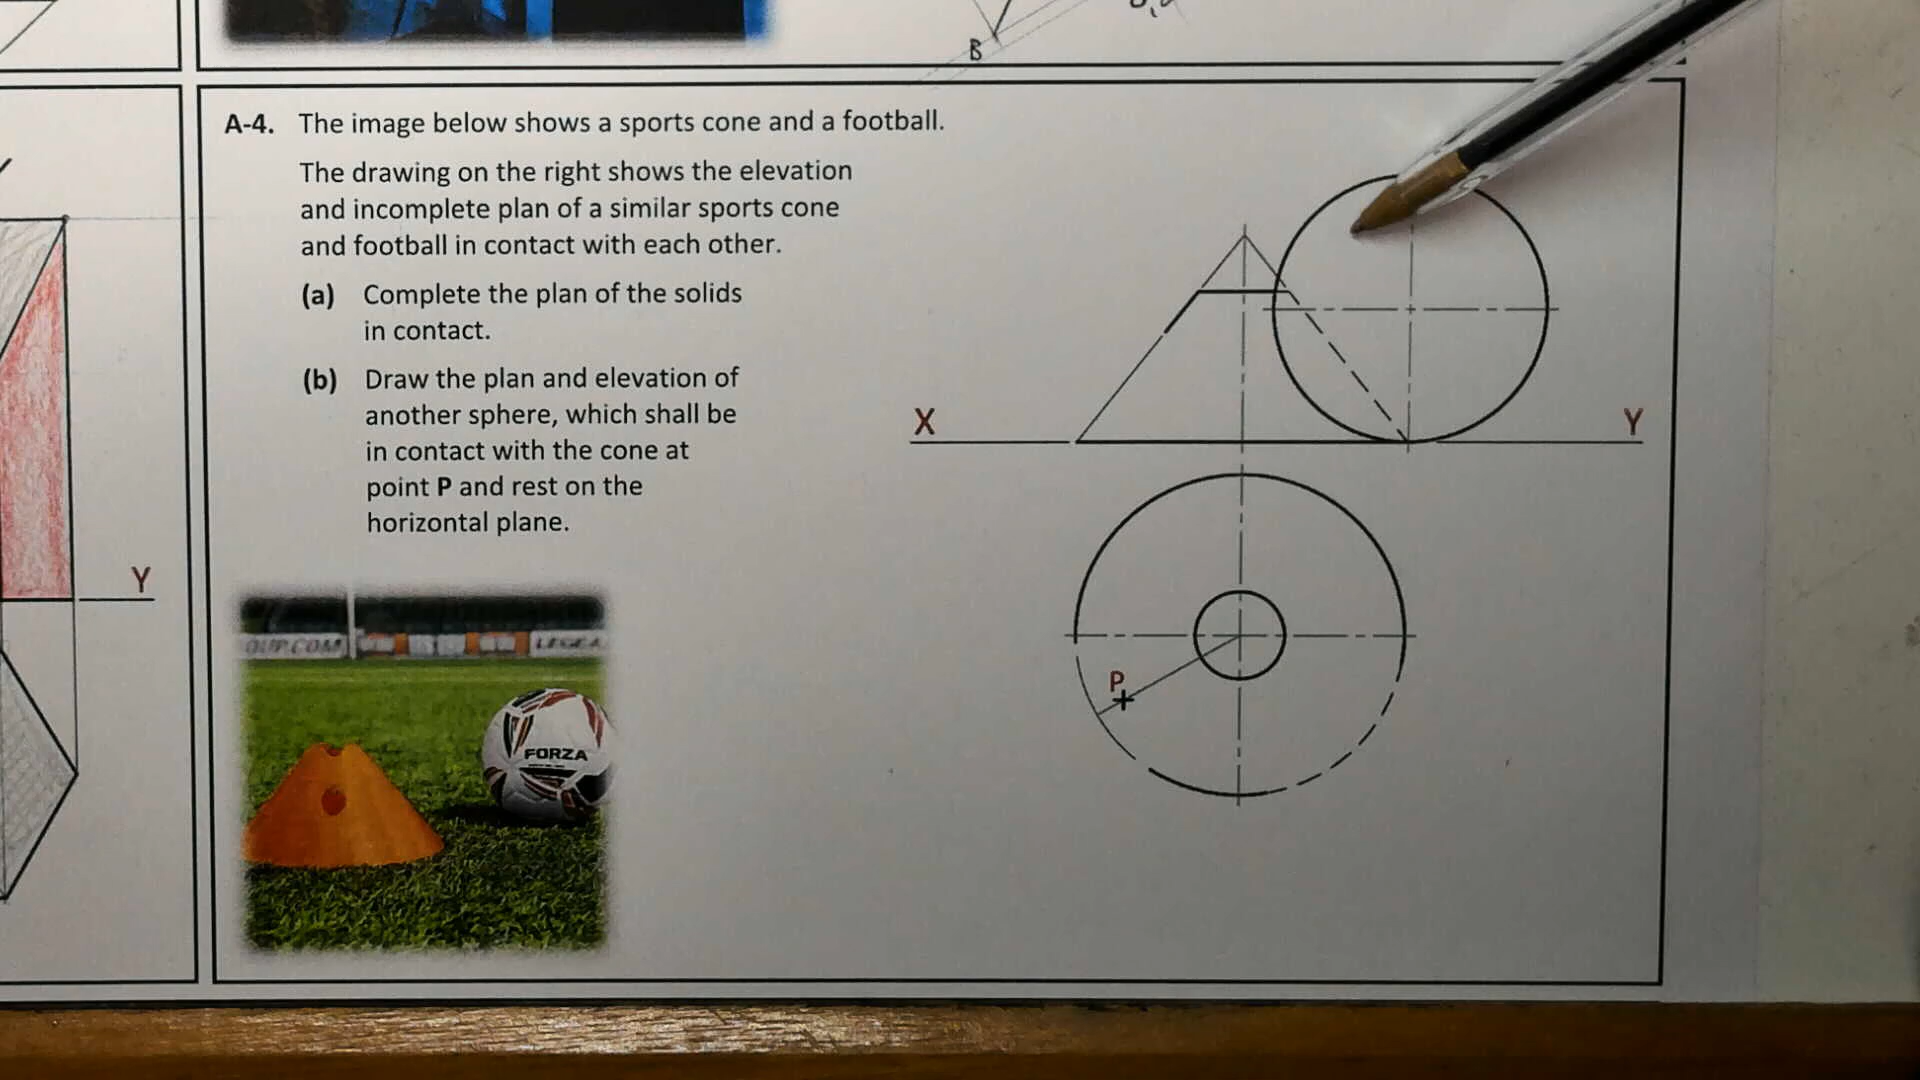 B
A-4. The image below shows a sports cone and a football.
The drawing on the right shows the elevation
and incomplete plan of a similar sports cone
and football in contact with each other.
(a) Complete the plan of the solids
in contact.
(b) Draw the plan and elevation of
another sphere, which shall be
in contact with the cone at
point P and rest on the
horizontal plane.
X
Y
Y
P
FORZA